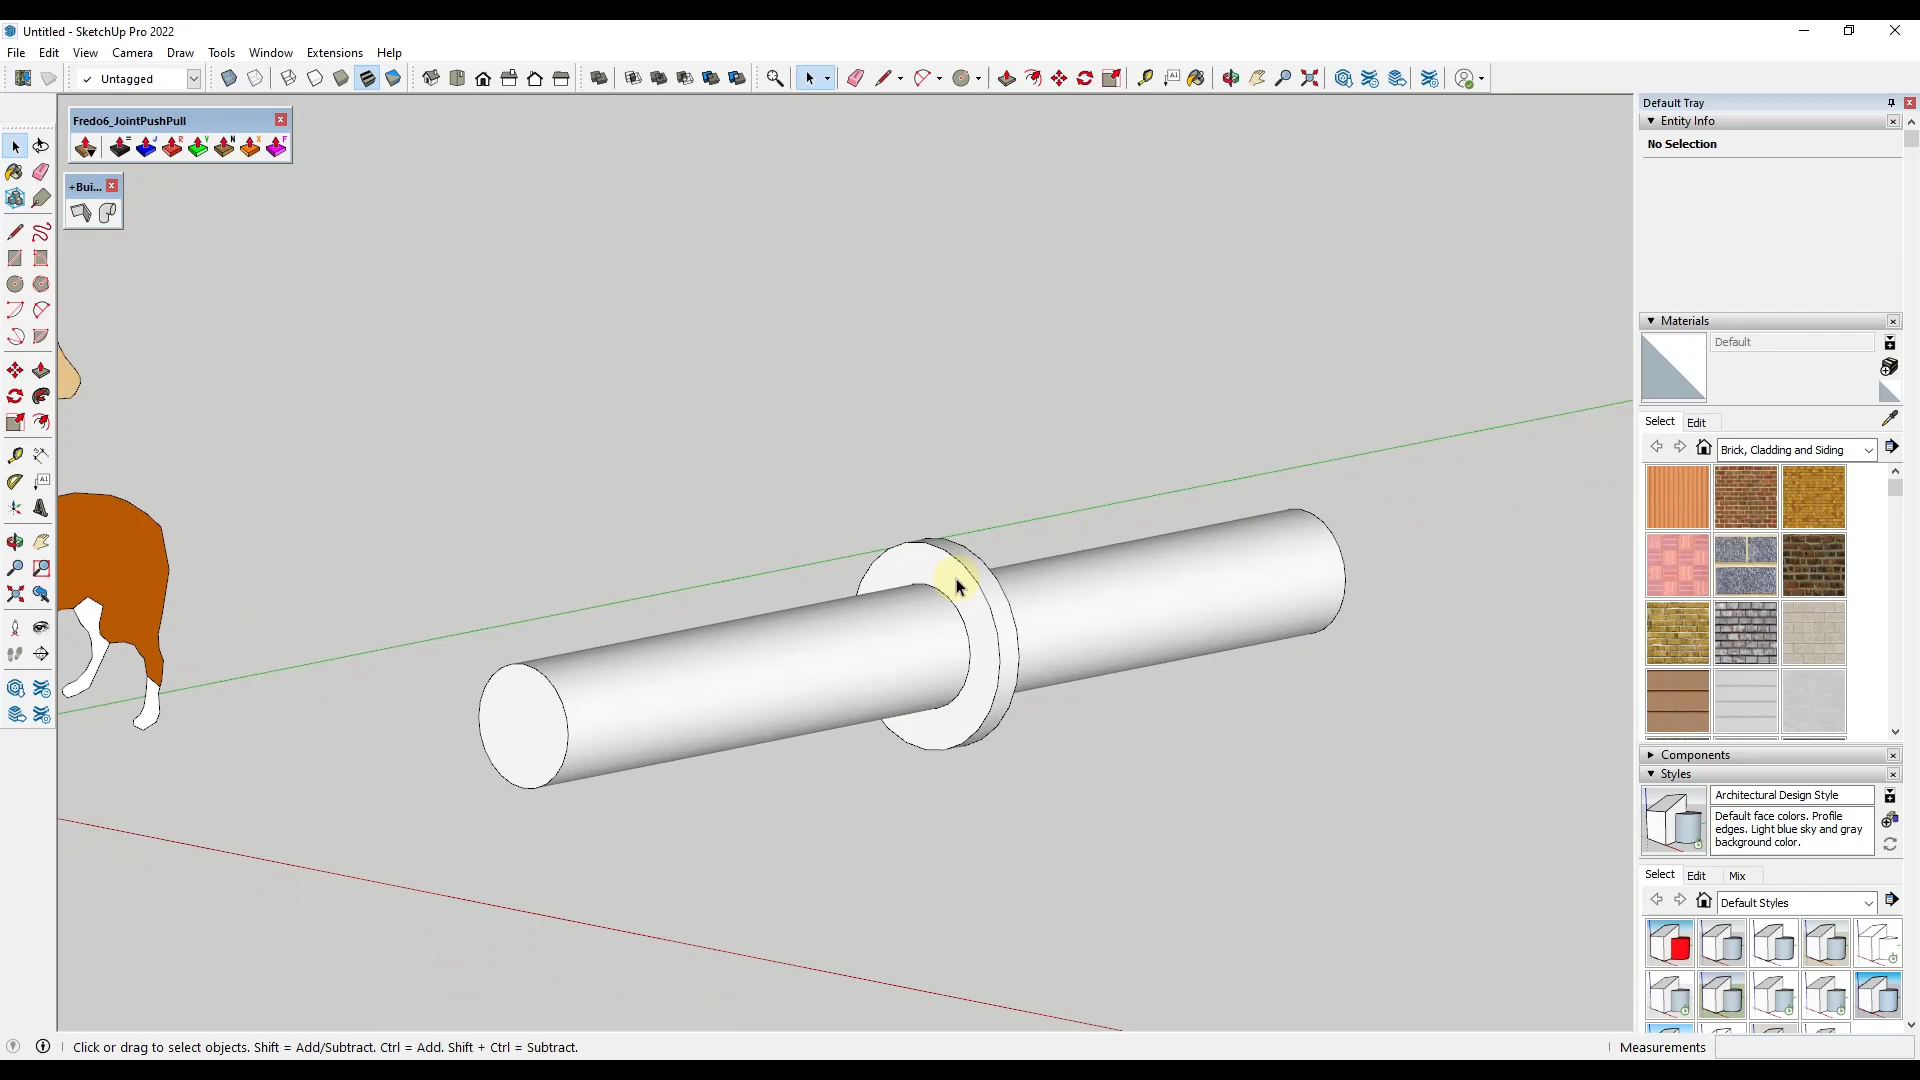 Untitled - SketchUp Pro 2022
File Edit View Camera Draw Tools Window Extensions Help
Untagged
Default Tray
Fredo6_JointPushPull
Entity Info
No Selection
+Bui...
Materials
Default
Select Edit
Brick, Cladding and Siding
Components
Styles
Architectural Design Style
Default face colors. Profile
edges. Light blue sky and gray
background color.
Select Edit Mix
Default Styles
Click or drag to select objects. Shift = Add/Subtract. Ctrl = Add. Shift + Ctrl = Subtract.
Measurements